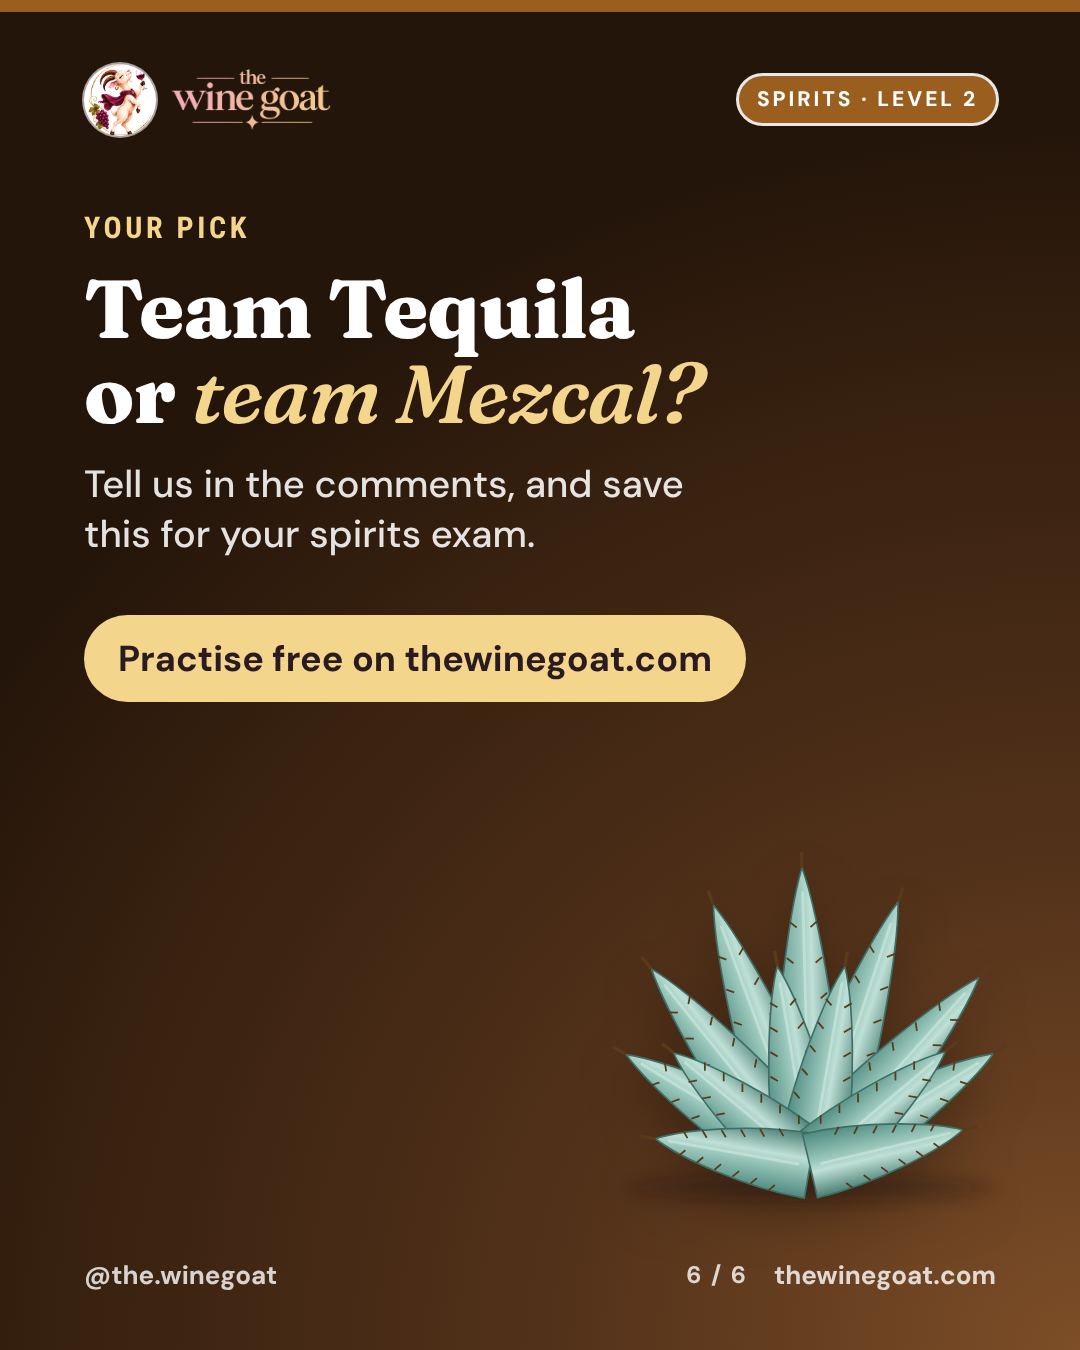 the
wine goat
SPIRITS · LEVEL 2
YOUR PICK
Team Tequila
or team Mezcal?
Tell us in the comments, and save
this for your spirits exam.
Practise free on thewinegoat.com
@the.winegoat
6 / 6
thewinegoat.com